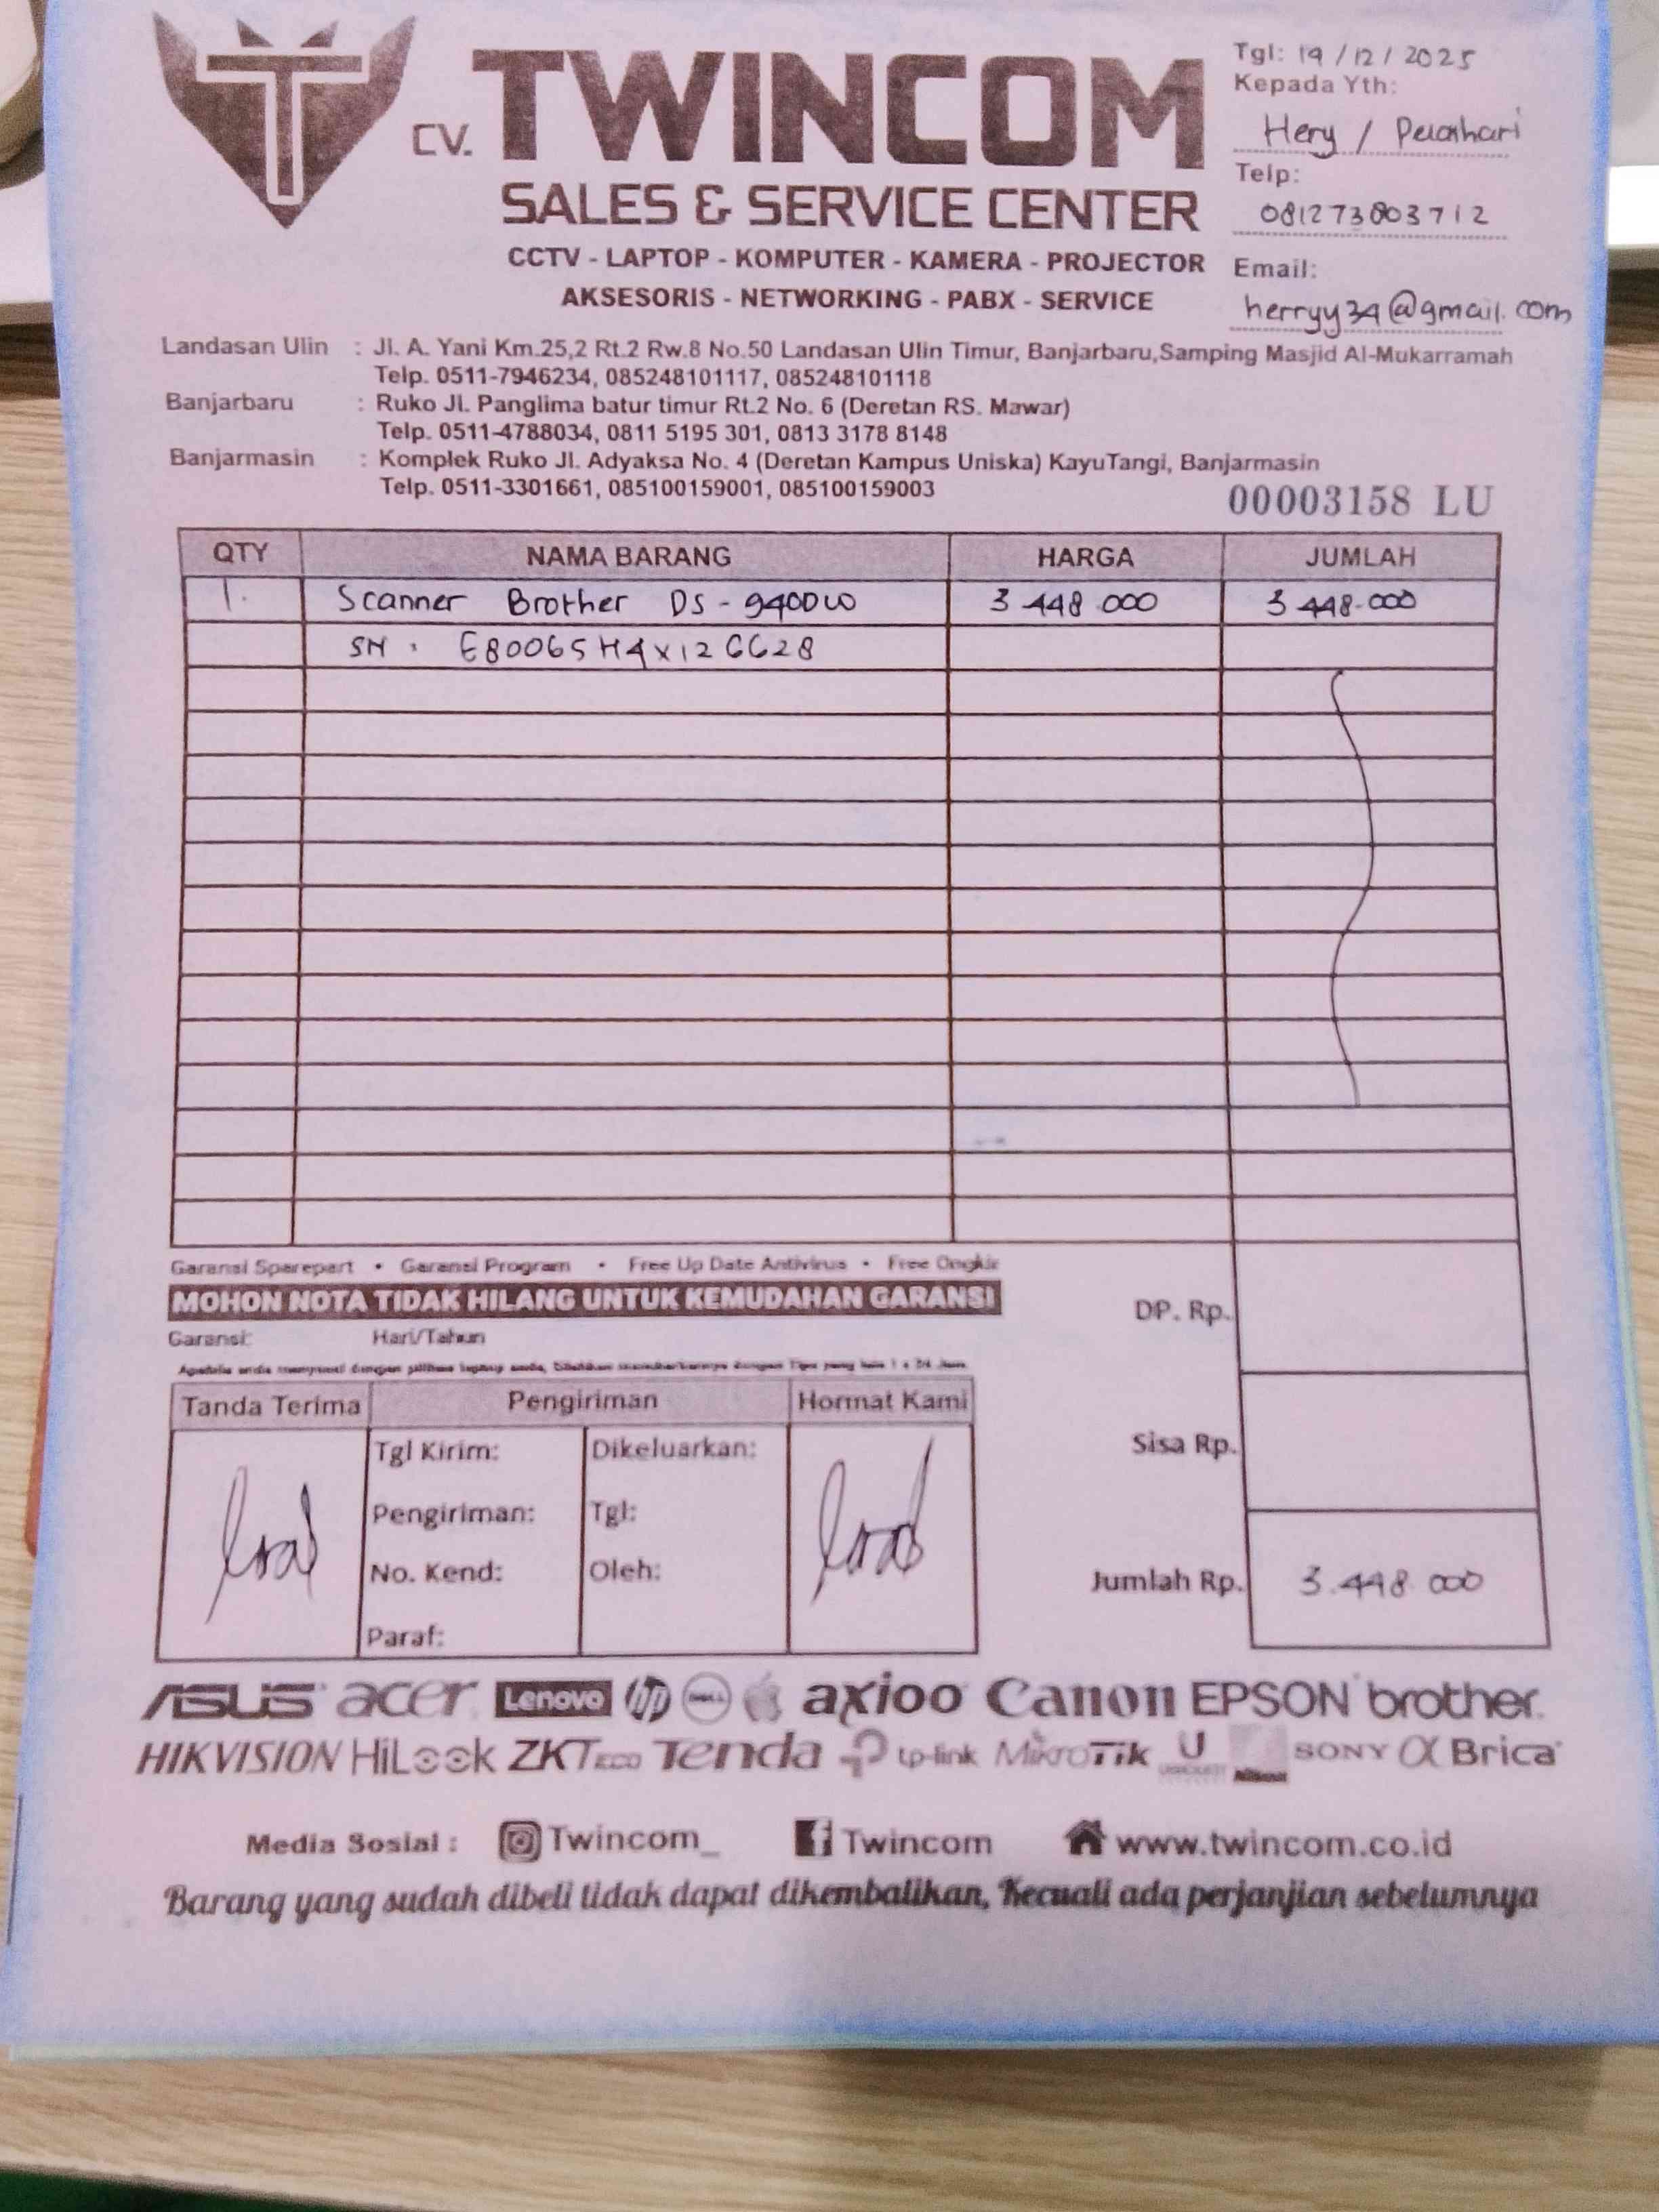 CV. TWINCOM
SALES & SERVICE CENTER
CCTV - LAPTOP - KOMPUTER - KAMERA - PROJECTOR
AKSESORIS - NETWORKING - PABX - SERVICE
Tgl: 19/12/2025
Kepada Yth:
Hery / Pelaihari
Telp:
081273803712
Email:
herryy34@gmail.com
Landasan Ulin : Jl. A. Yani Km.25,2 Rt.2 Rw.8 No.50 Landasan Ulin Timur, Banjarbaru,Samping Masjid Al-Mukarramah
Telp. 0511-7946234, 085248101117, 085248101118
Banjarbaru : Ruko Jl. Panglima batur timur Rt.2 No. 6 (Deretan RS. Mawar)
Telp. 0511-4788034, 0811 5195 301, 0813 3178 8148
Banjarmasin : Komplek Ruko Jl. Adyaksa No. 4 (Deretan Kampus Uniska) KayuTangi, Banjarmasin
Telp. 0511-3301661, 085100159001, 085100159003
00003158 LU
QTY NAMA BARANG HARGA JUMLAH
1. Scanner Brother DS-940DW 3 448 000 3 448.000
SN : E80065H4X126628
Garansi Sparepart • Garansi Program • Free Up Date Antivirus • Free Ongkir
MOHON NOTA TIDAK HILANG UNTUK KEMUDAHAN GARANSI
Garansi: Hari/Tahun
DP. Rp.
Sisa Rp.
Jumlah Rp. 3.448 000
Tanda Terima Pengiriman Hormat Kami
Tgl Kirim: Dikeluarkan:
Pengiriman: Tgl:
No. Kend: Oleh:
Paraf:
ASUS acer Lenovo hp DELL axioo Canon EPSON brother
HIKVISION HiLook ZKTeco Tenda tp-link MikroTik U SONY α Brica
Media Sosial : Twincom_ Twincom www.twincom.co.id
Barang yang sudah dibeli tidak dapat dikembalikan, Kecuali ada perjanjian sebelumnya